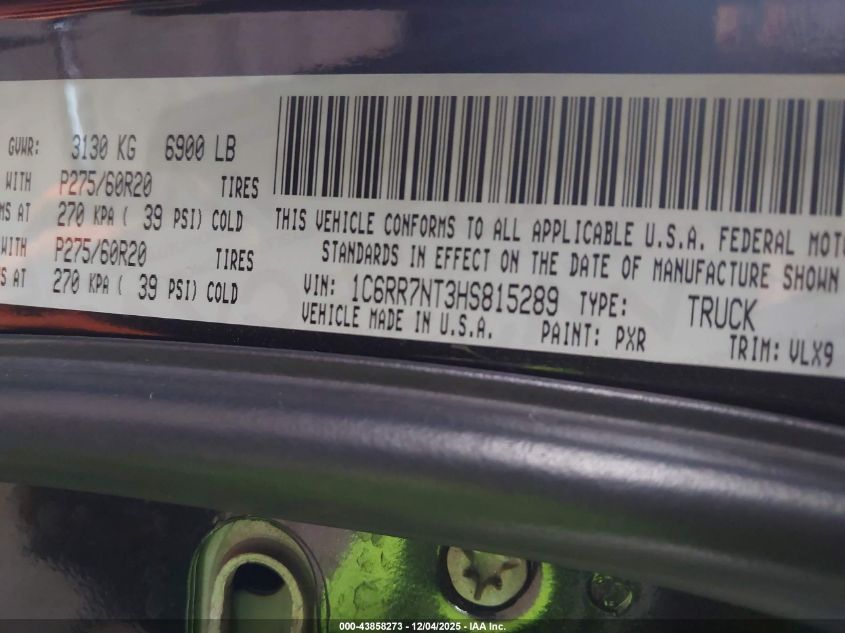 GVWR: 3130 KG 6900 LB
WITH P275/60R20 TIRES
MS AT 270 KPA ( 39 PSI) COLD
WITH P275/60R20 TIRES
MS AT 270 KPA ( 39 PSI) COLD
THIS VEHICLE CONFORMS TO ALL APPLICABLE U.S.A. FEDERAL MOTO
STANDARDS IN EFFECT ON THE DATE OF MANUFACTURE SHOWN
VIN: 1C6RR7NT3HS815289 TYPE: TRUCK
VEHICLE MADE IN U.S.A. PAINT: PXR TRIM: VLX9
000-43858273 - 12/04/2025 - IAA Inc.